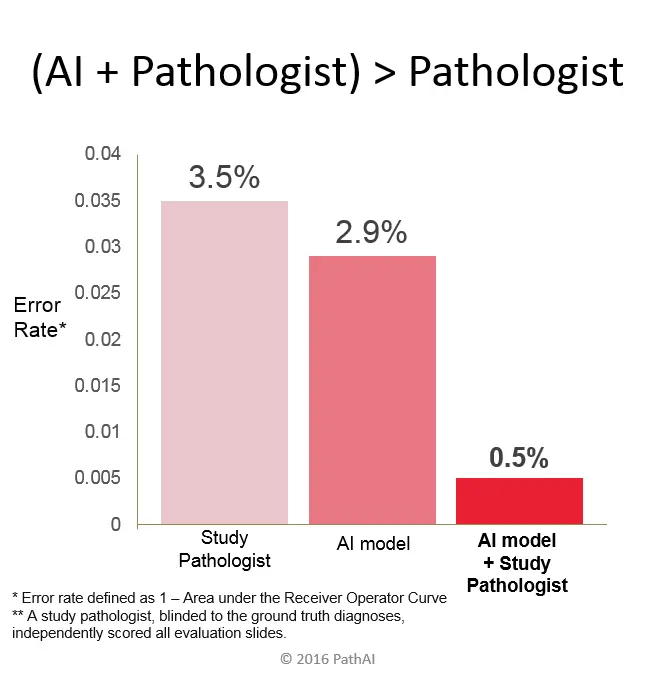 (AI + Pathologist) > Pathologist
0.04
0.035
0.03
0.025
0.02
0.015
0.01
0.005
0
Error
Rate*
3.5%
2.9%
0.5%
Study
Pathologist
AI model
AI model
+ Study
Pathologist
* Error rate defined as 1 – Area under the Receiver Operator Curve
** A study pathologist, blinded to the ground truth diagnoses,
independently scored all evaluation slides.
© 2016 PathAI